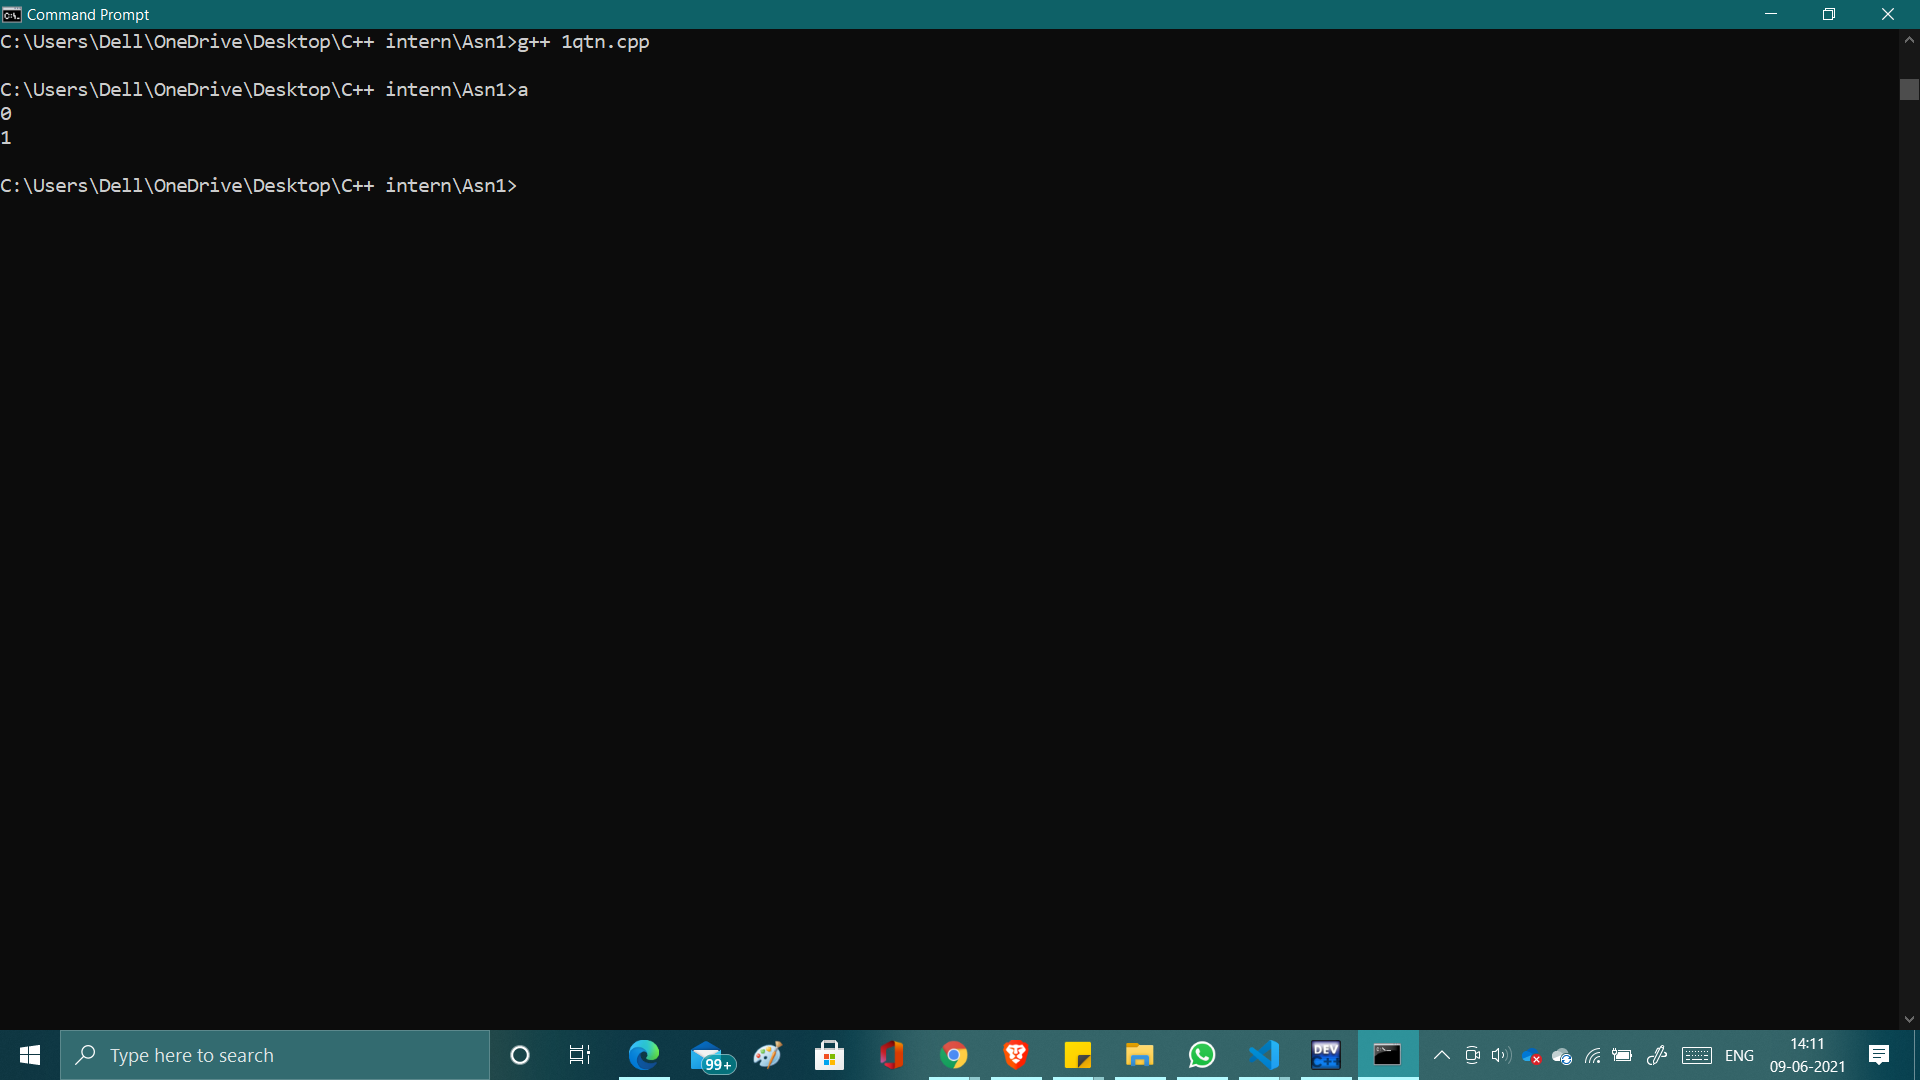 Command Prompt
C:\Users\Dell\OneDrive\Desktop\C++ intern\Asn1>g++ 1qtn.cpp
C:\Users\Dell\OneDrive\Desktop\C++ intern\Asn1>a
0
1
C:\Users\Dell\OneDrive\Desktop\C++ intern\Asn1>
Type here to search
99+
DEV
C++
ENG
14:11
09-06-2021